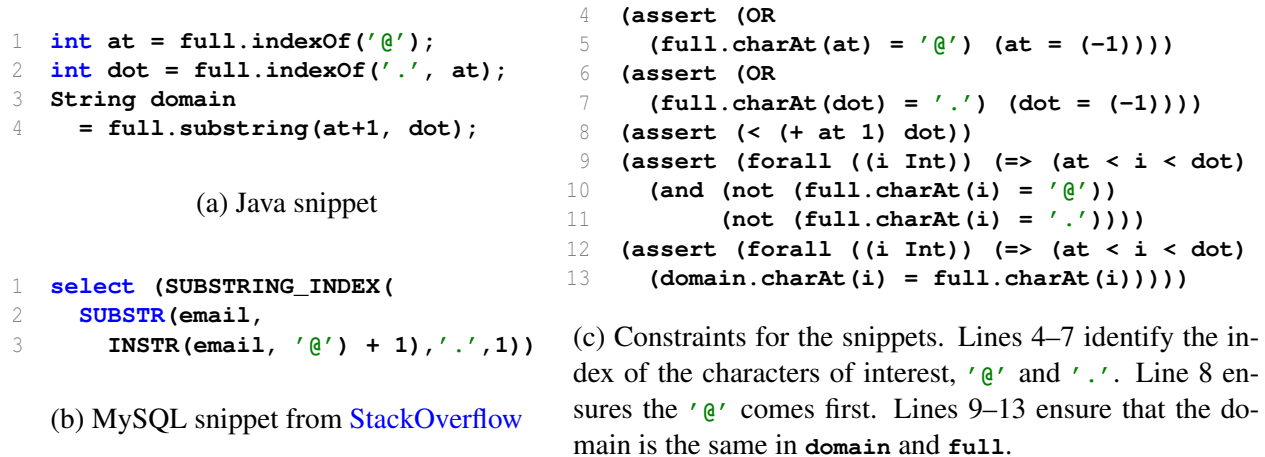 1 int at = full.indexOf('@');
2 int dot = full.indexOf('.', at);
3 String domain
4 = full.substring(at+1, dot);
(a) Java snippet
1 select (SUBSTRING_INDEX(
2 SUBSTR(email,
3 INSTR(email, '@') + 1),'.',1))
(b) MySQL snippet from StackOverflow
4 (assert (OR
5 (full.charAt(at) = '@') (at = (-1))))
6 (assert (OR
7 (full.charAt(dot) = '.') (dot = (-1))))
8 (assert (< (+ at 1) dot))
9 (assert (forall ((i Int)) (=> (at < i < dot)
10 (and (not (full.charAt(i) = '@'))
11 (not (full.charAt(i) = '.'))))
12 (assert (forall ((i Int)) (=> (at < i < dot)
13 (domain.charAt(i) = full.charAt(i)))))
(c) Constraints for the snippets. Lines 4–7 identify the in-
dex of the characters of interest, '@' and '.'. Line 8 en-
sures the '@' comes first. Lines 9–13 ensure that the do-
main is the same in domain and full.